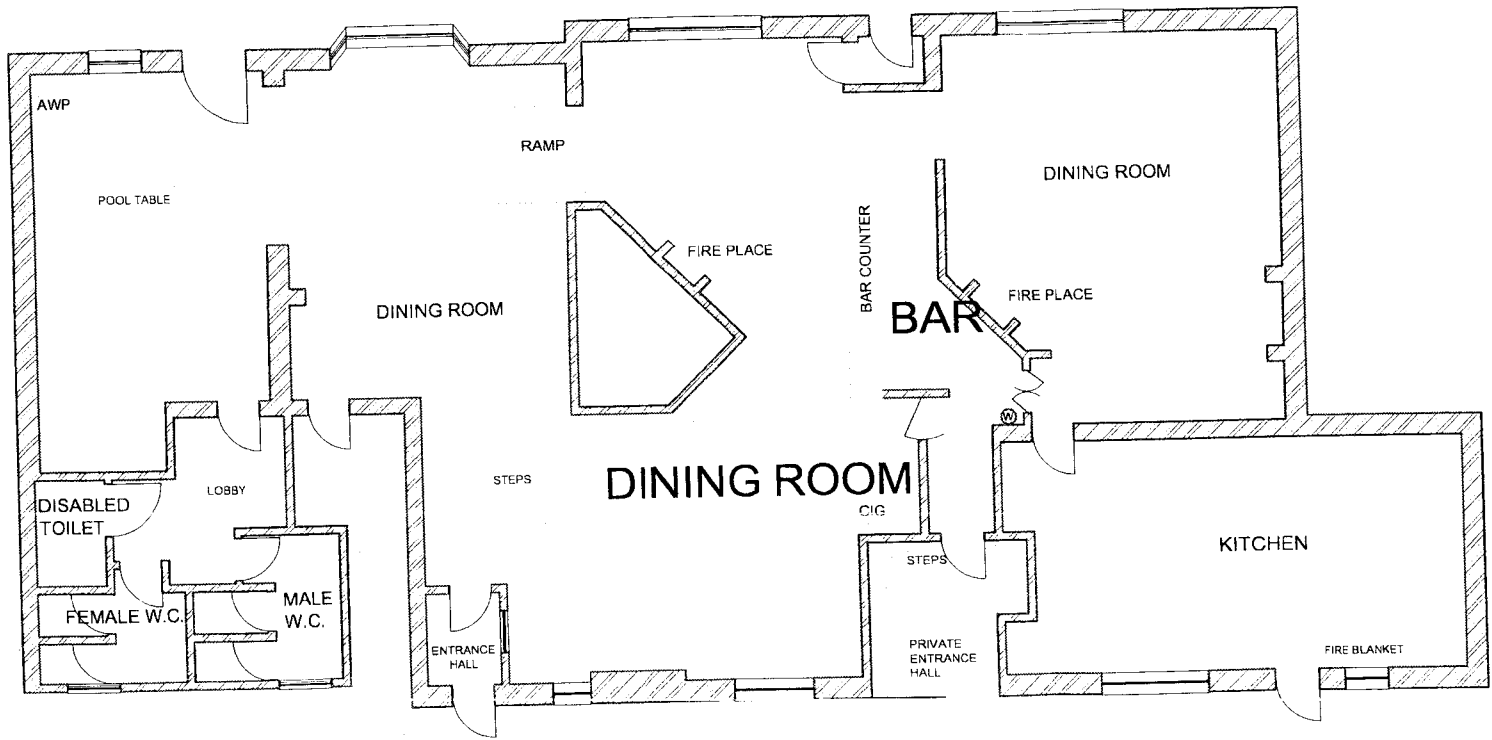 AWP
RAMP
POOL TABLE
DINING ROOM
BAR COUNTER
FIRE PLACE
DINING ROOM
BAR
FIRE PLACE
W
STEPS
DINING ROOM
CIG
LOBBY
DISABLED
TOILET
STEPS
KITCHEN
FEMALE W.C.
MALE
W.C.
ENTRANCE
HALL
PRIVATE
ENTRANCE
HALL
FIRE BLANKET